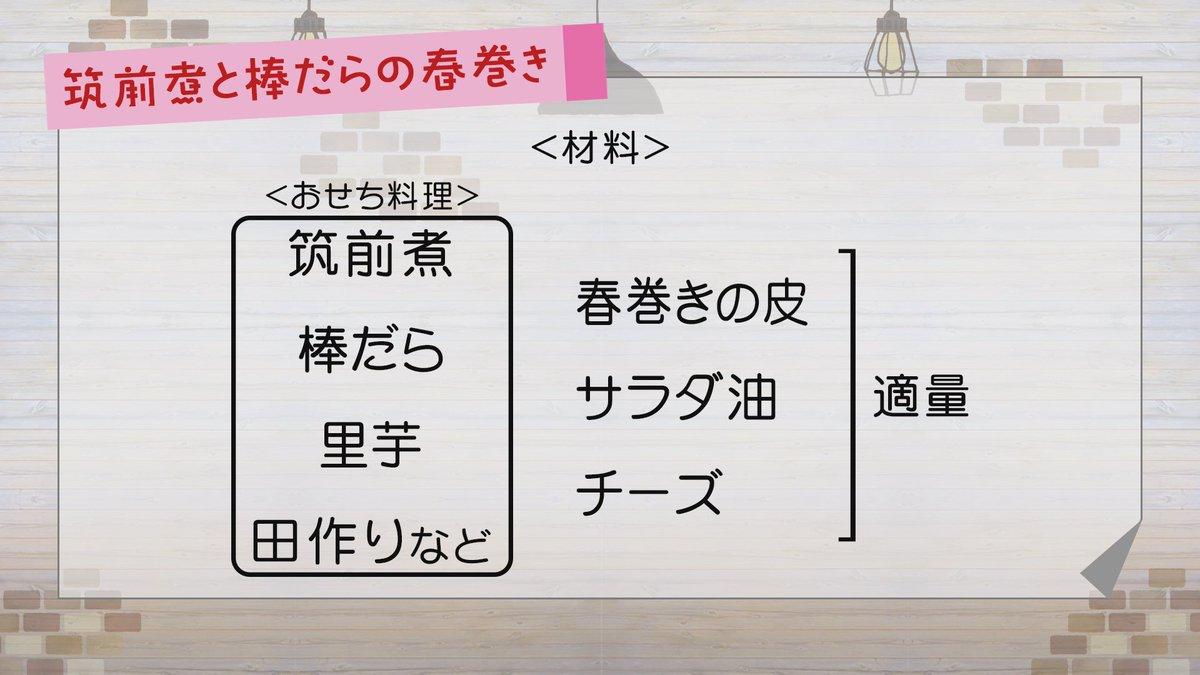 筑前煮と棒だらの春巻き
＜材料＞
＜おせち料理＞
筑前煮
棒だら
里芋
田作りなど
春巻きの皮
サラダ油
チーズ
適量